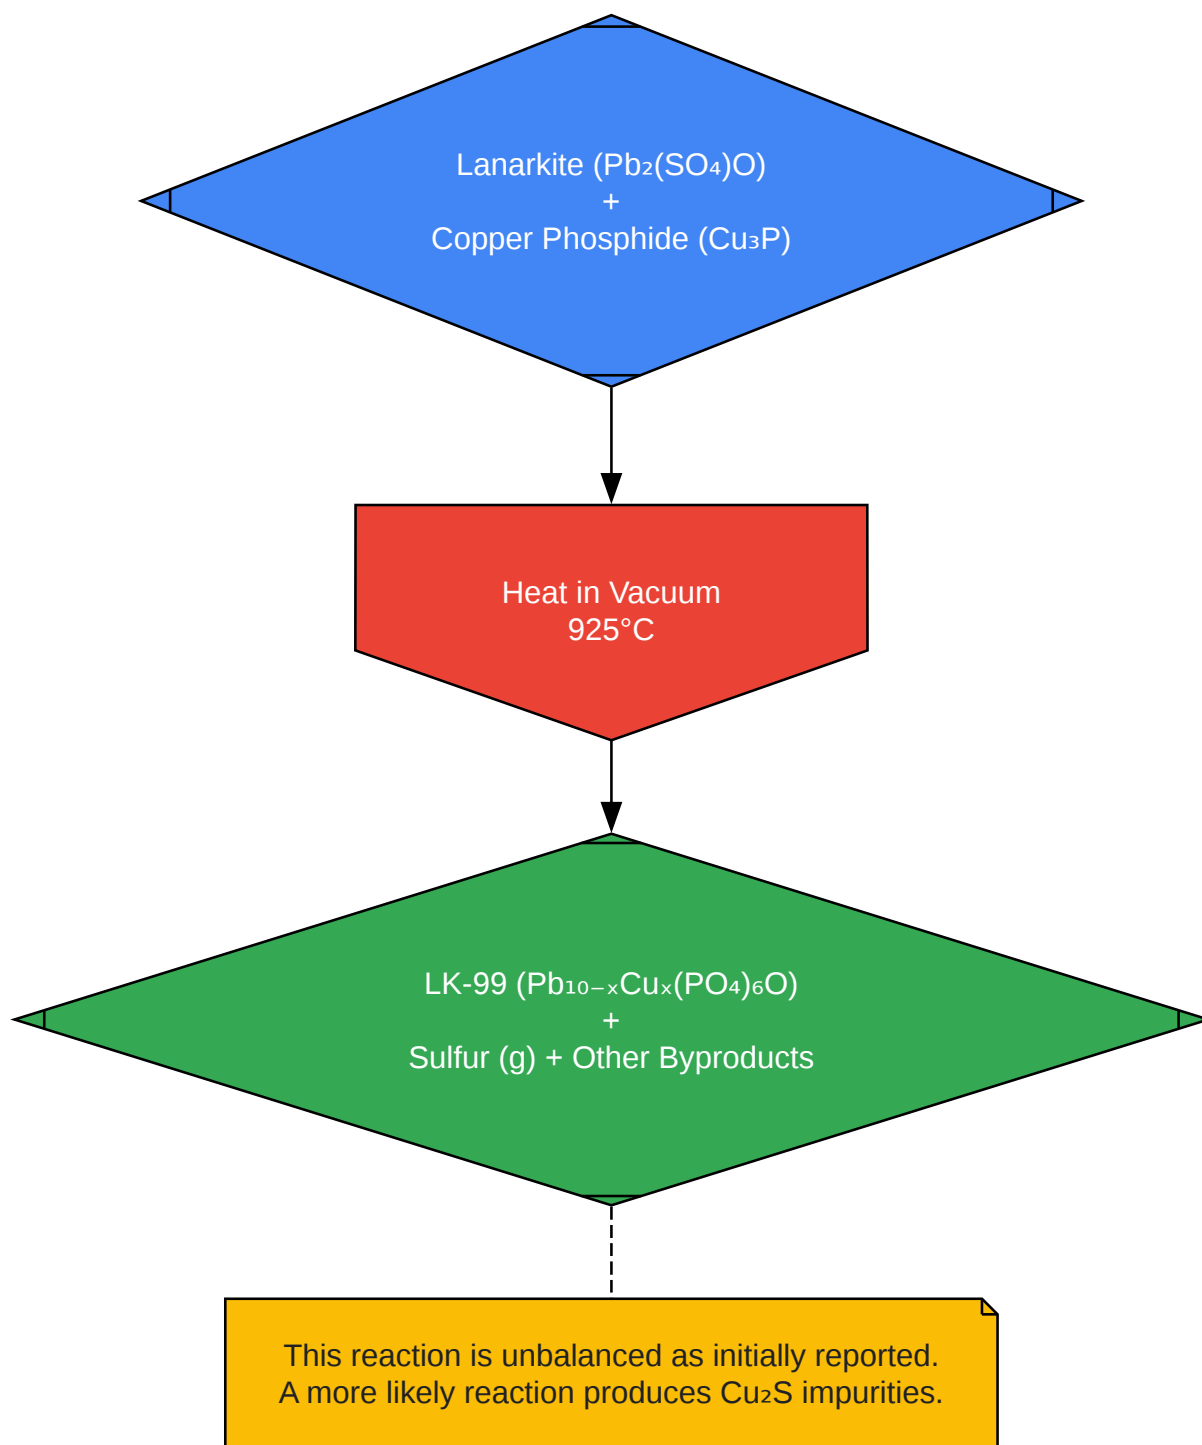 Lanarkite (Pb₂(SO₄)O)
+
Copper Phosphide (Cu₃P)
Heat in Vacuum
925°C
LK-99 (Pb₁₀₋ₓCuₓ(PO₄)₆O)
+
Sulfur (g) + Other Byproducts
This reaction is unbalanced as initially reported.
A more likely reaction produces Cu₂S impurities.